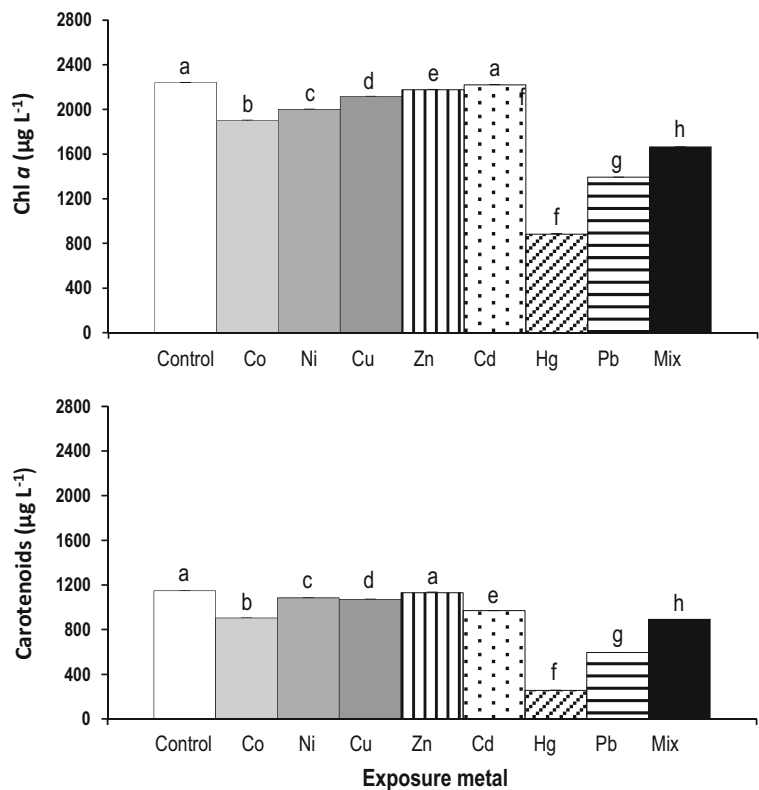 2800
2400
2000
1600
1200
800
400
0
Chl a (µg L-1)
a b c d e a f f g h
Control Co Ni Cu Zn Cd Hg Pb Mix
2800
2400
2000
1600
1200
800
400
0
Carotenoids (µg L-1)
a b c d a e f g h
Control Co Ni Cu Zn Cd Hg Pb Mix
Exposure metal